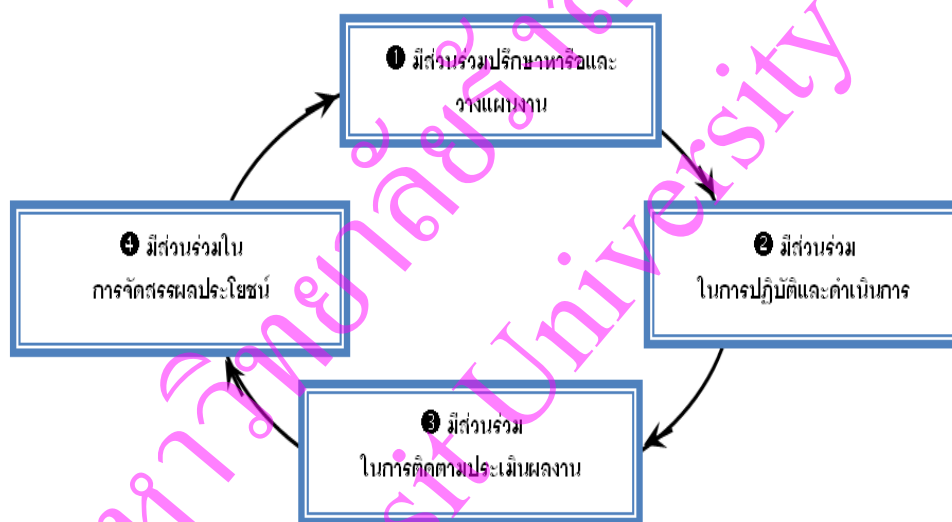 ❶ มีส่วนร่วมปรึกษาหารือและ
วางแผนงาน
❷ มีส่วนร่วม
ในการปฏิบัติและดำเนินการ
❸ มีส่วนร่วม
ในการติดตามประเมินผลงาน
❹ มีส่วนร่วมใน
การจัดสรรผลประโยชน์
University